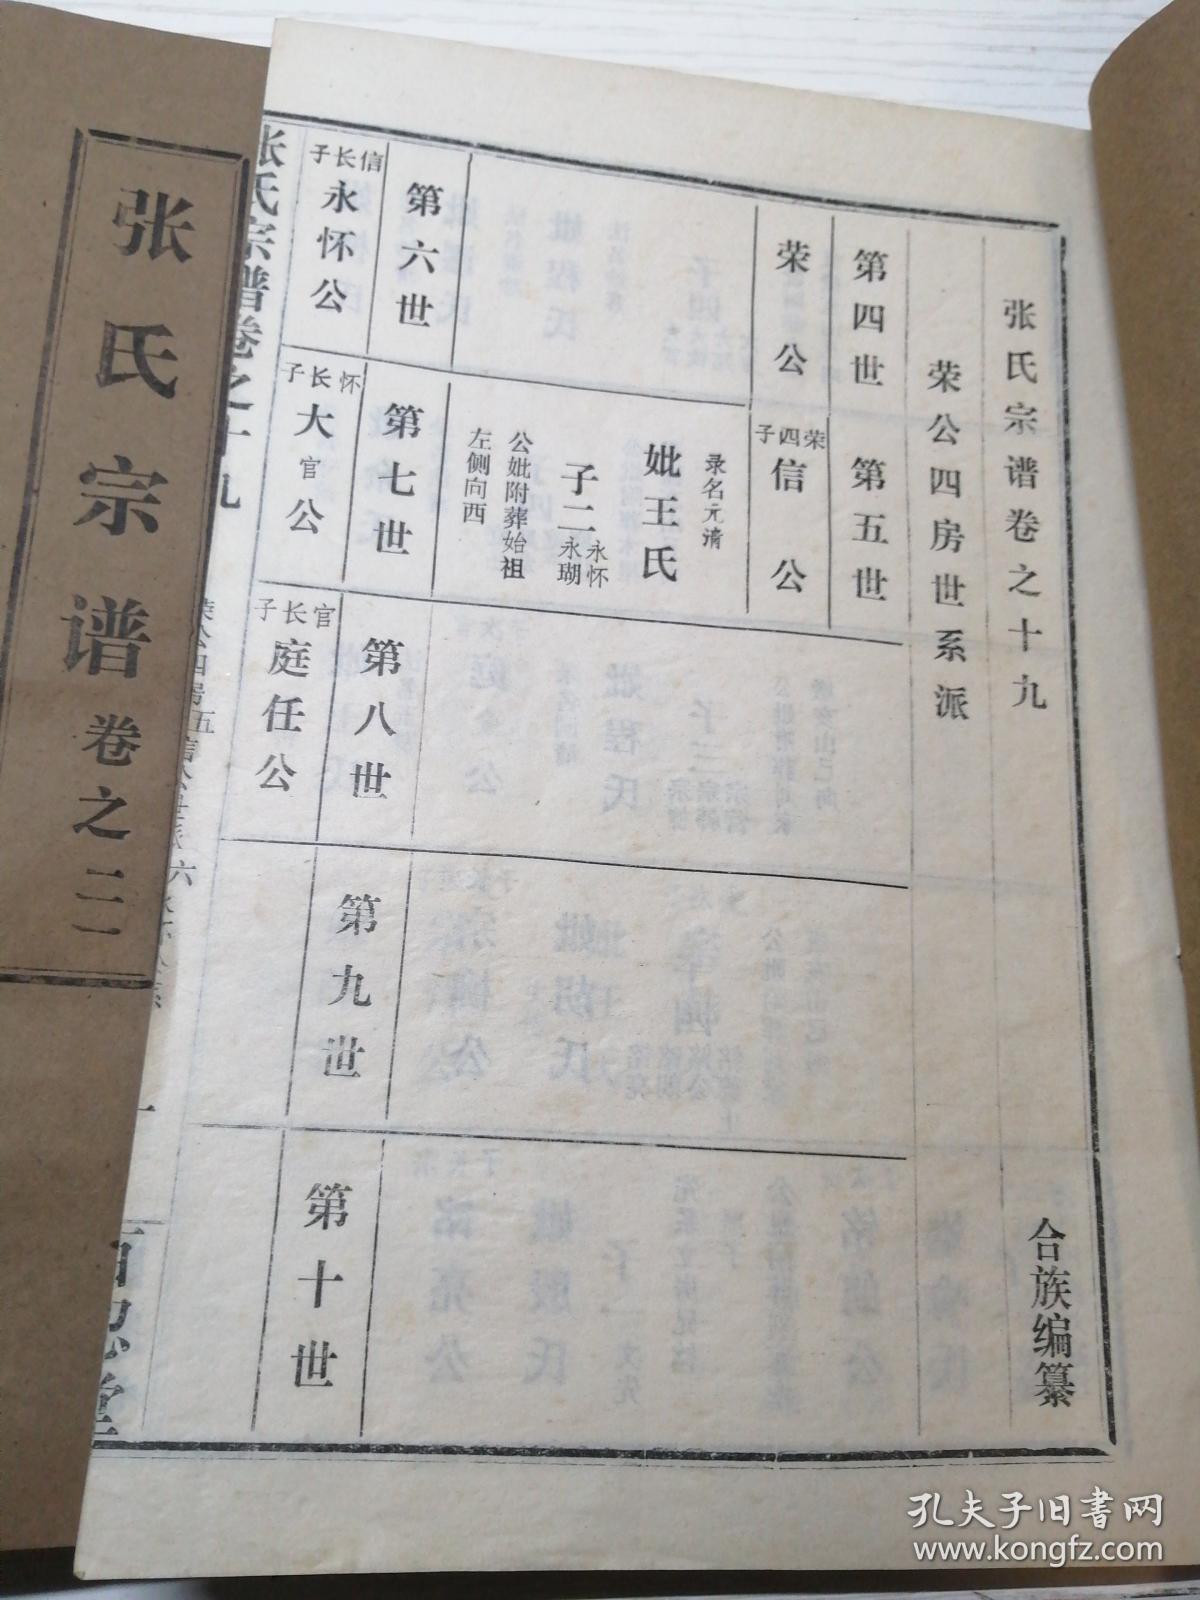 张氏宗谱卷之十九
合族编纂
荣公四房世系派
第四世
第五世
荣公
荣四子
信公
录名元清
妣王氏
子二
永怀
永瑚
公妣附葬始祖
左侧向西
第六世
第七世
第八世
第九世
第十世
信长子
永怀公
怀长子
大官公
官长子
庭任公
张氏宗谱卷之十九
张氏宗谱卷之二
孔夫子旧书网
www.kongfz.com